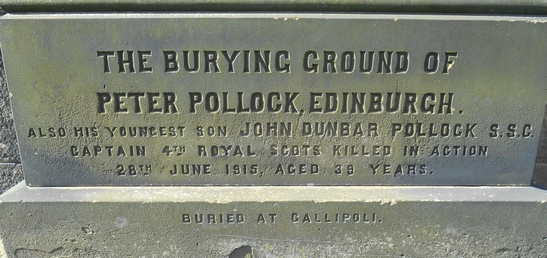 THE BURYING GROUND OF
PETER POLLOCK, EDINBURGH.
ALSO HIS YOUNGEST SON JOHN DUNBAR POLLOCK S.S.C.
CAPTAIN 4TH ROYAL SCOTS KILLED IN ACTION
28TH JUNE 1915, AGED 39 YEARS.
BURIED AT GALLIPOLI.